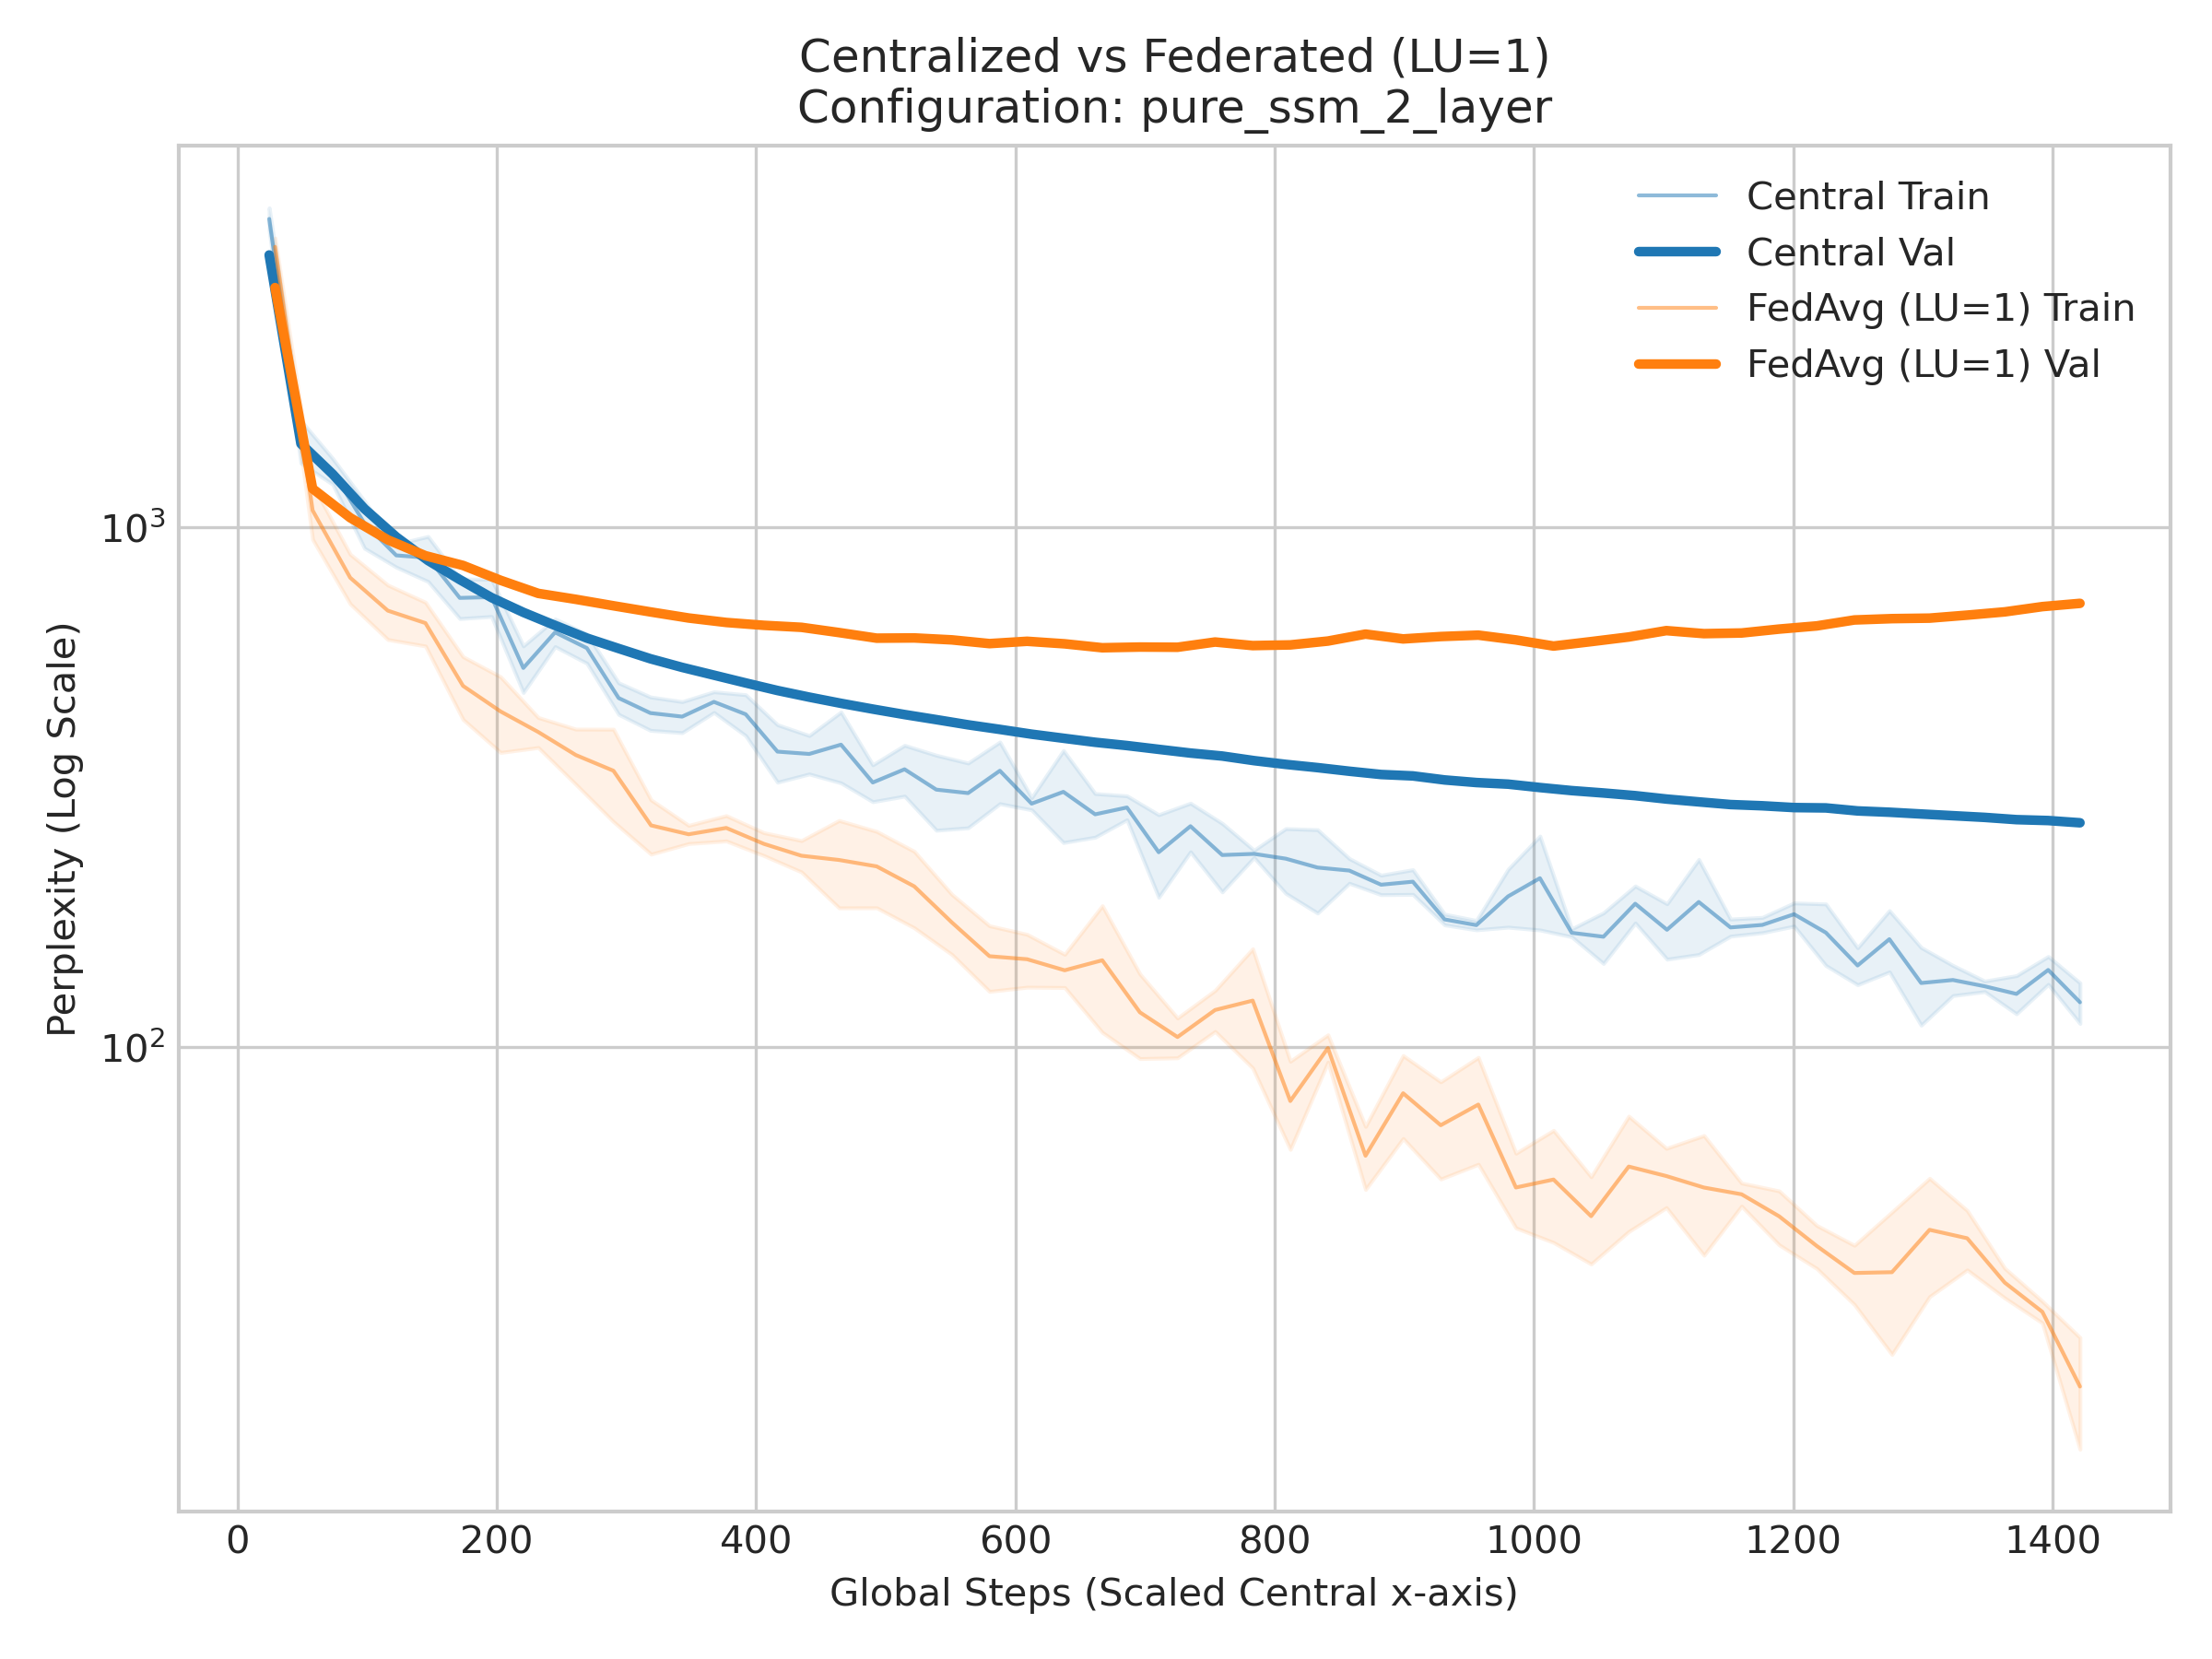 Centralized vs Federated (LU=1)
Configuration: pure_ssm_2_layer
Central Train
Central Val
FedAvg (LU=1) Train
FedAvg (LU=1) Val
Perplexity (Log Scale)
10³
10²
0 200 400 600 800 1000 1200 1400
Global Steps (Scaled Central x-axis)